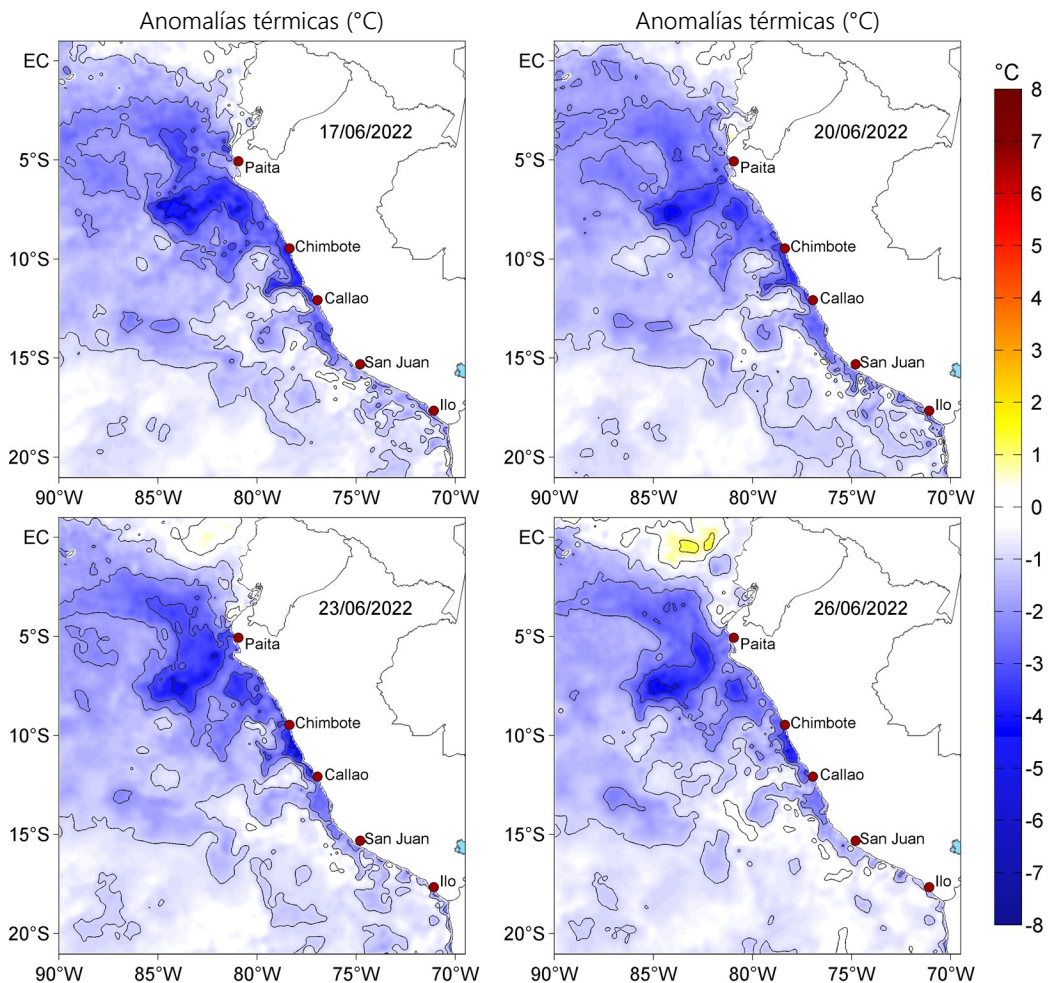 Anomalías térmicas (°C)
Anomalías térmicas (°C)
EC
5°S
10°S
15°S
20°S
90°W
85°W
80°W
75°W
70°W
17/06/2022
Paita
Chimbote
Callao
San Juan
Ilo
EC
5°S
10°S
15°S
20°S
90°W
85°W
80°W
75°W
70°W
20/06/2022
Paita
Chimbote
Callao
San Juan
Ilo
EC
5°S
10°S
15°S
20°S
90°W
85°W
80°W
75°W
70°W
23/06/2022
Paita
Chimbote
Callao
San Juan
Ilo
EC
5°S
10°S
15°S
20°S
90°W
85°W
80°W
75°W
70°W
26/06/2022
Paita
Chimbote
Callao
San Juan
Ilo
°C
8
7
6
5
4
3
2
1
0
-1
-2
-3
-4
-5
-6
-7
-8